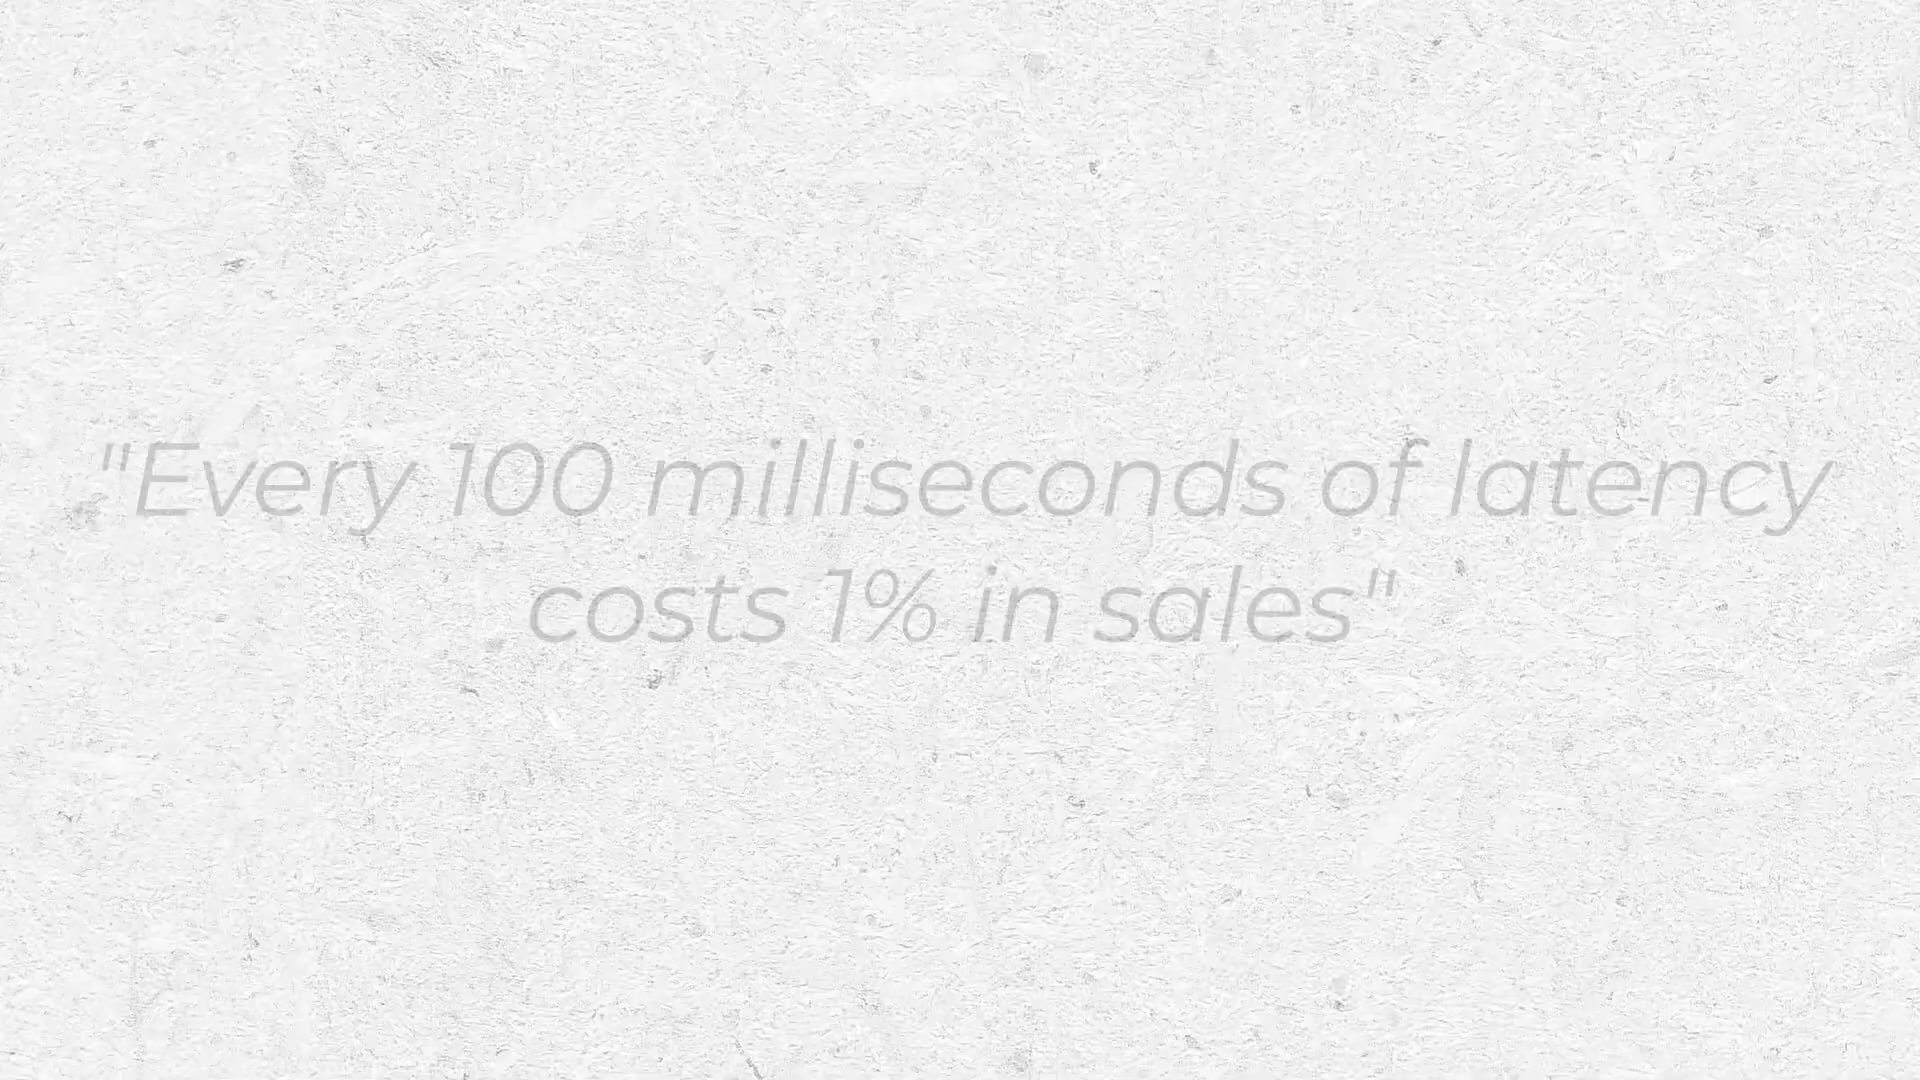 "Every 100 milliseconds of latency
costs 1% in sales"